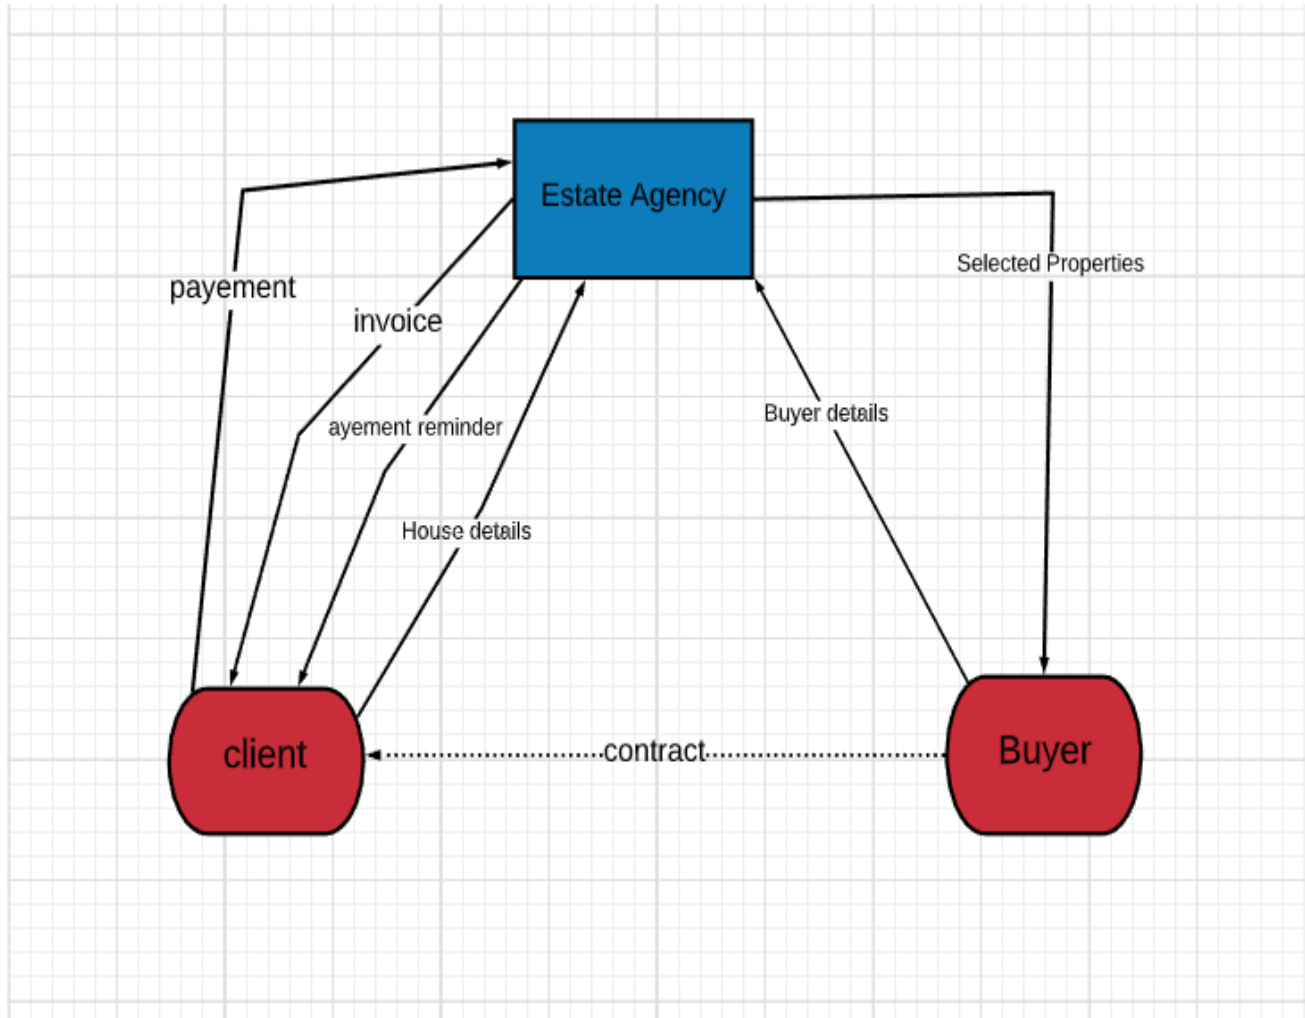 Estate Agency
Selected Properties
payement
invoice
Buyer details
ayement reminder
House details
client
contract
Buyer